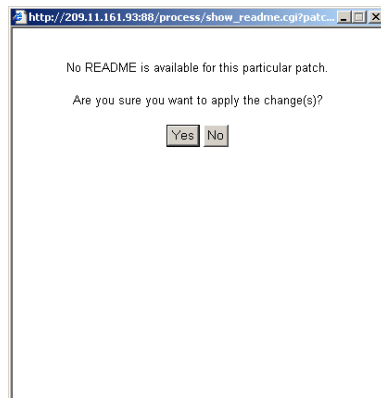 http://209.11.161.93:88/process/show_readme.cgi?patc...
No README is available for this particular patch.
Are you sure you want to apply the change(s)?
Yes No